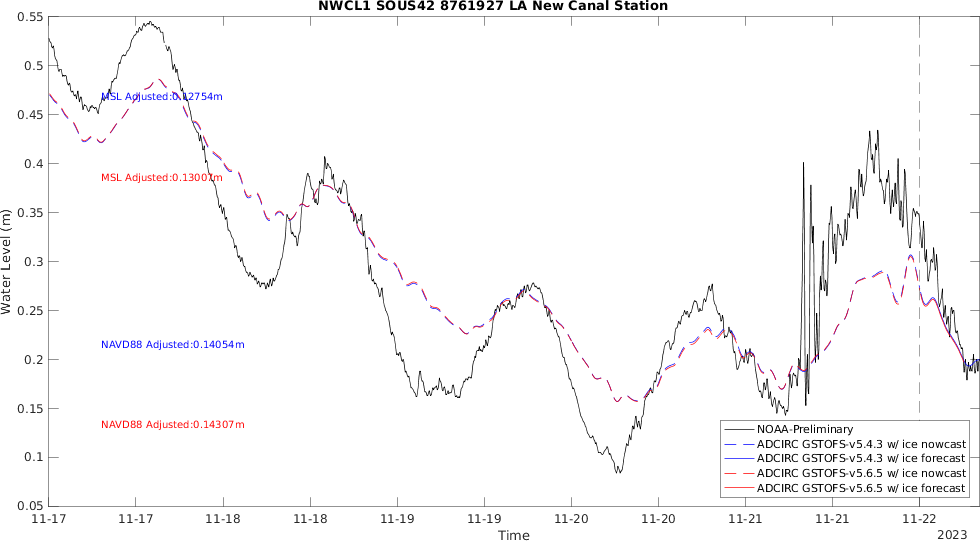 NWCL1 SOUS42 8761927 LA New Canal Station
0.55
0.5
0.45
0.4
0.35
0.3
0.25
0.2
0.15
0.1
0.05
Water Level (m)
MSL Adjusted:0.12754m
MSL Adjusted:0.13007m
NAVD88 Adjusted:0.14054m
NAVD88 Adjusted:0.14307m
NOAA-Preliminary
ADCIRC GSTOFS-v5.4.3 w/ ice nowcast
ADCIRC GSTOFS-v5.4.3 w/ ice forecast
ADCIRC GSTOFS-v5.6.5 w/ ice nowcast
ADCIRC GSTOFS-v5.6.5 w/ ice forecast
11-17 11-17 11-18 11-18 11-19 11-19 11-20 11-20 11-21 11-21 11-22
Time
2023